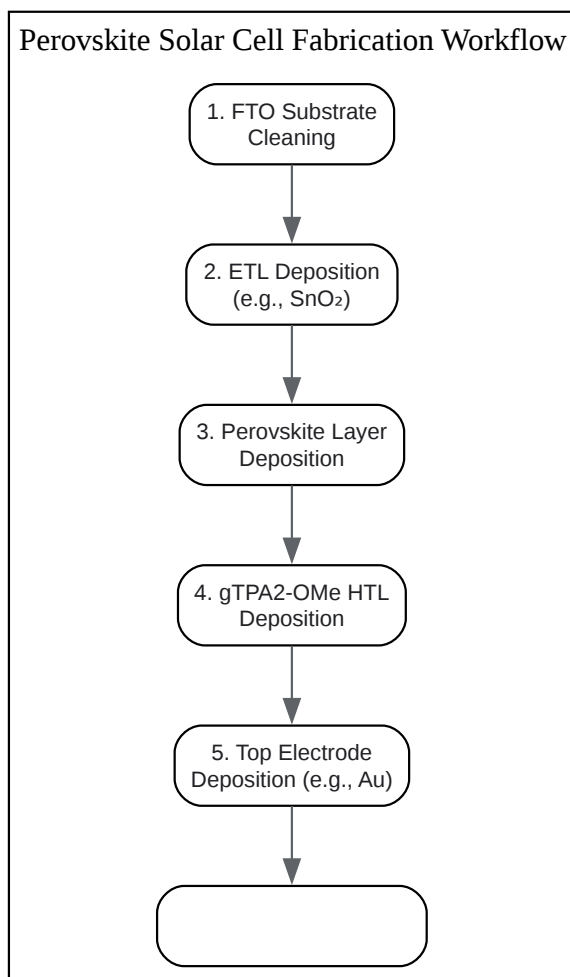 Perovskite Solar Cell Fabrication Workflow
1. FTO Substrate
Cleaning
2. ETL Deposition
(e.g., SnO₂)
3. Perovskite Layer
Deposition
4. gTPA2-OMe HTL
Deposition
5. Top Electrode
Deposition (e.g., Au)